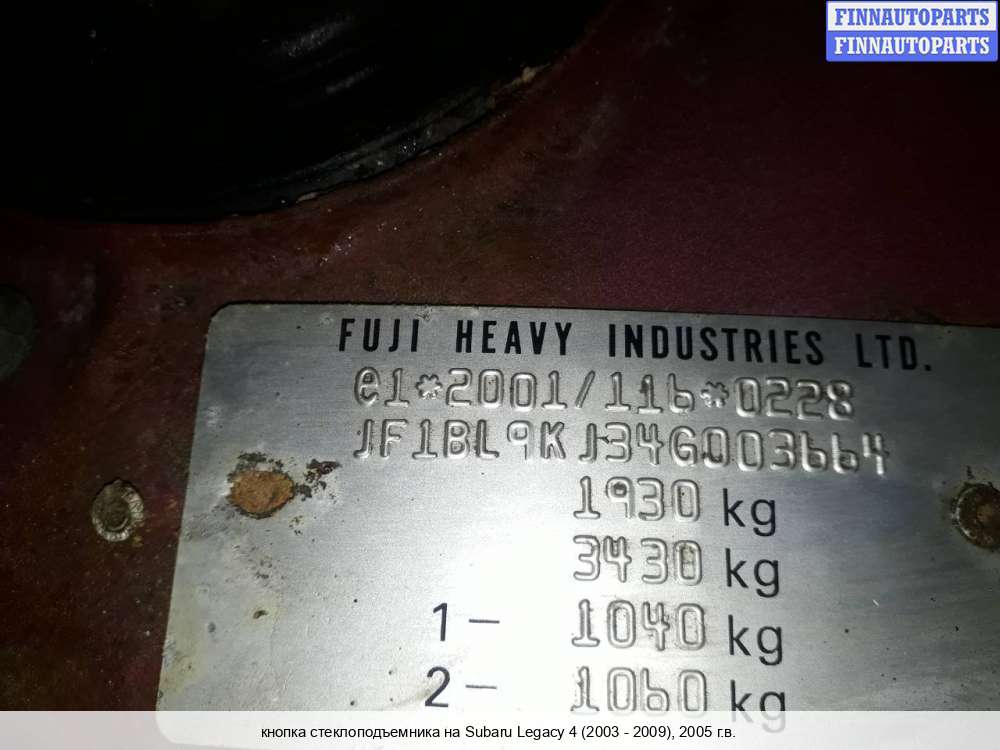 FINNAUTOPARTS
FINNAUTOPARTS
FUJI HEAVY INDUSTRIES LTD.
e1*2001/116*0228
JF1BL9KJ34G003664
1930 kg
3430 kg
1- 1040 kg
2- 1060 kg
кнопка стеклоподъемника на Subaru Legacy 4 (2003 - 2009), 2005 г.в.